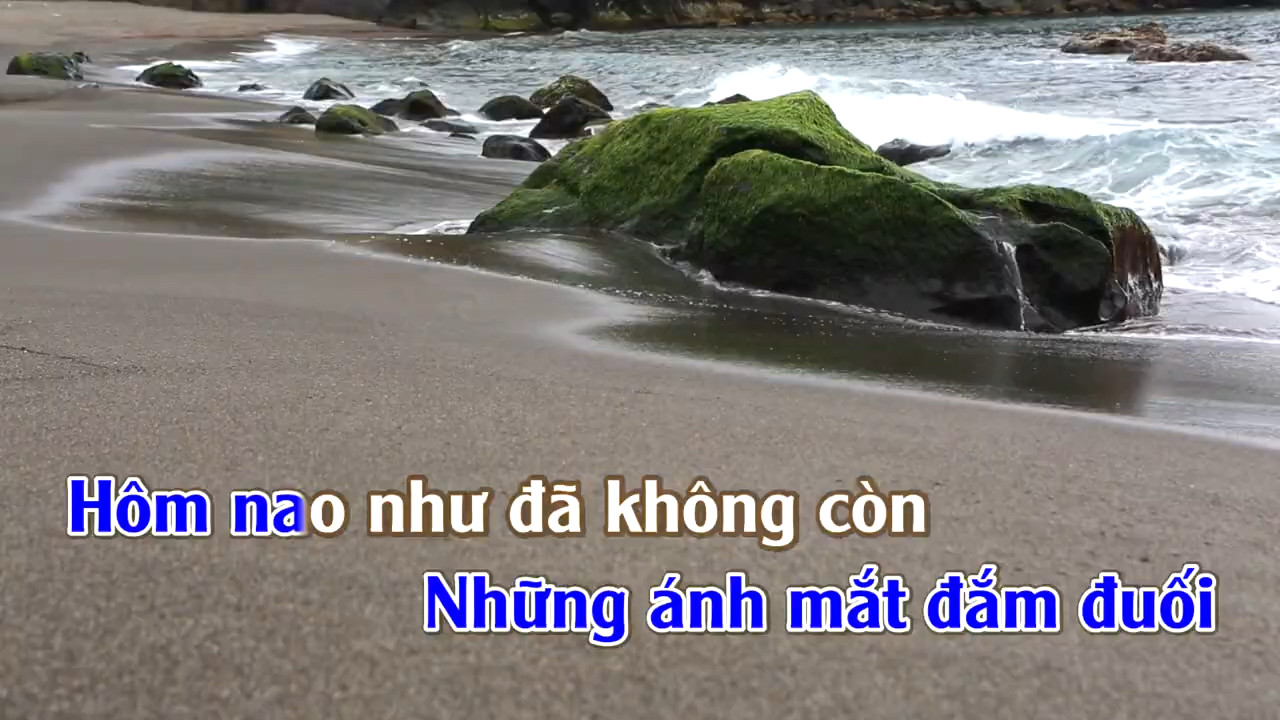 Hôm nao như đã không còn
Những ánh mắt đắm đuối